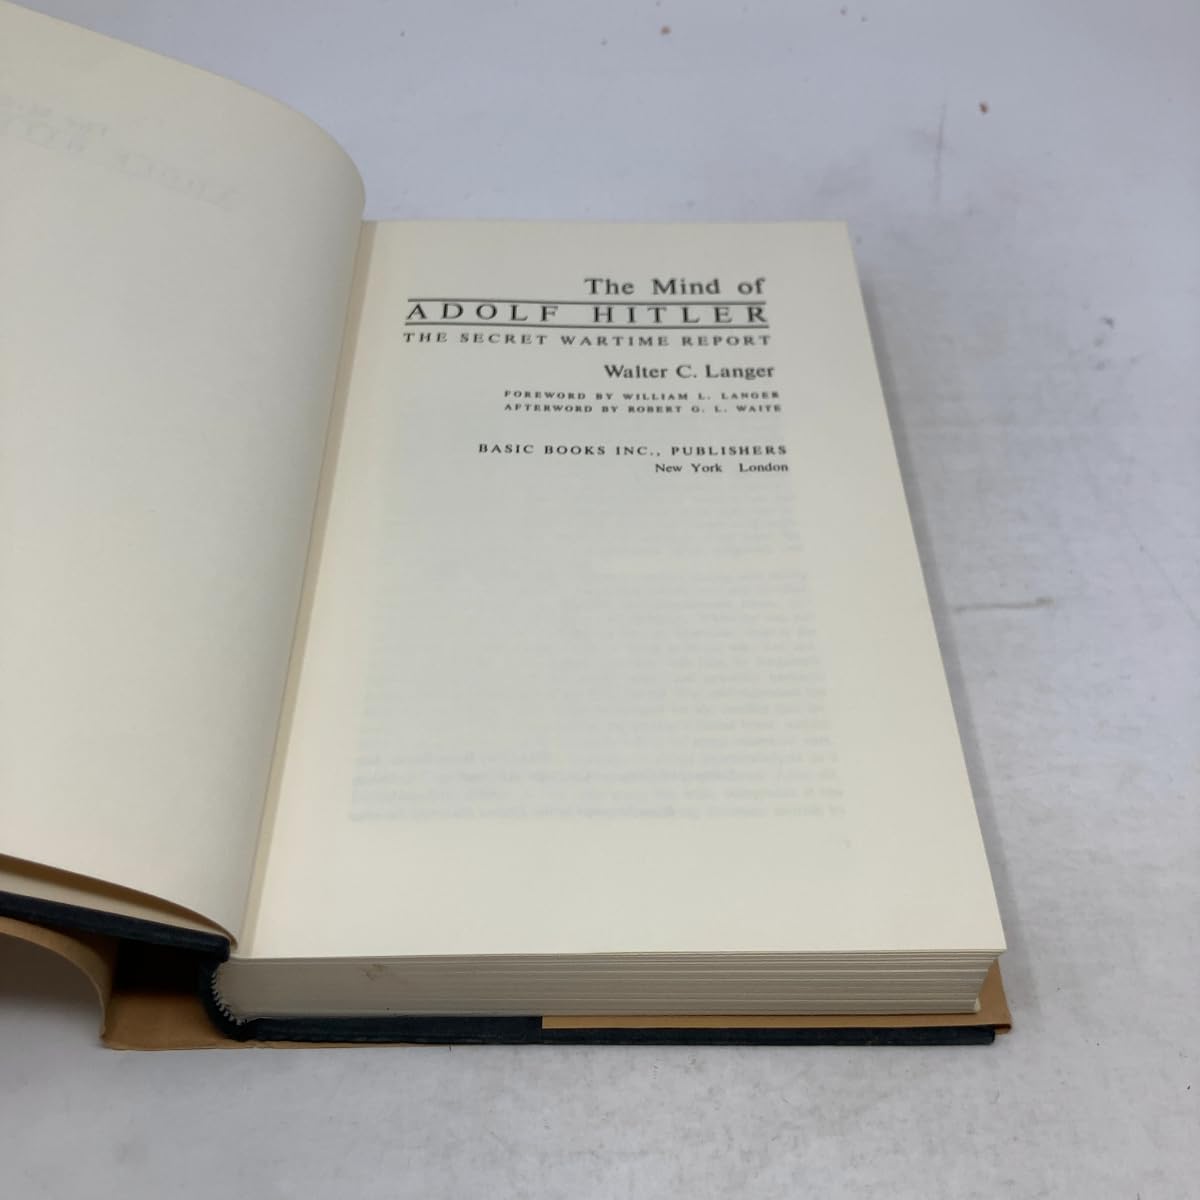 The Mind of
ADOLF HITLER
THE SECRET WARTIME REPORT
Walter C. Langer
FOREWORD BY WILLIAM L. LANGER
AFTERWORD BY ROBERT G. L. WAITE
BASIC BOOKS INC., PUBLISHERS
New York London